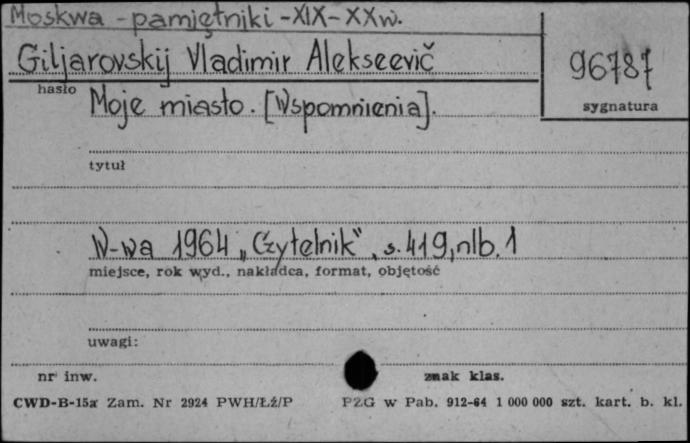 Moskwa - pamiętniki - XIX - XX w.
Giljarovskij Vladimir Alekseevič
96787
hasło
sygnatura
Moje miasto. [Wspomnienia].
tytuł
W-wa 1964 „Czytelnik”, s. 419, nlb. 1
miejsce, rok wyd., nakładca, format, objętość
uwagi:
nr inw.
znak klas.
CWD-B-15a Zam. Nr 2924 PWH/Łź/P
PZG w Pab. 912-64 1 000 000 szt. kart. b. kl.